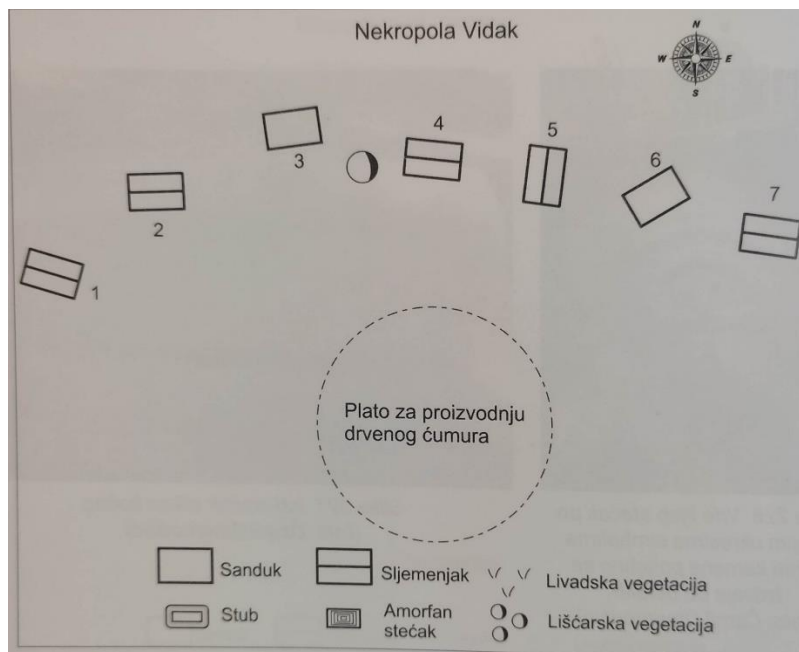 Nekropola Vidak
N
W E
S
1
2
3
4
5
6
7
Plato za proizvodnju
drvenog ćumura
Sanduk
Sljemenjak
Livadska vegetacija
Stub
Amorfan
stećak
Lišćarska vegetacija